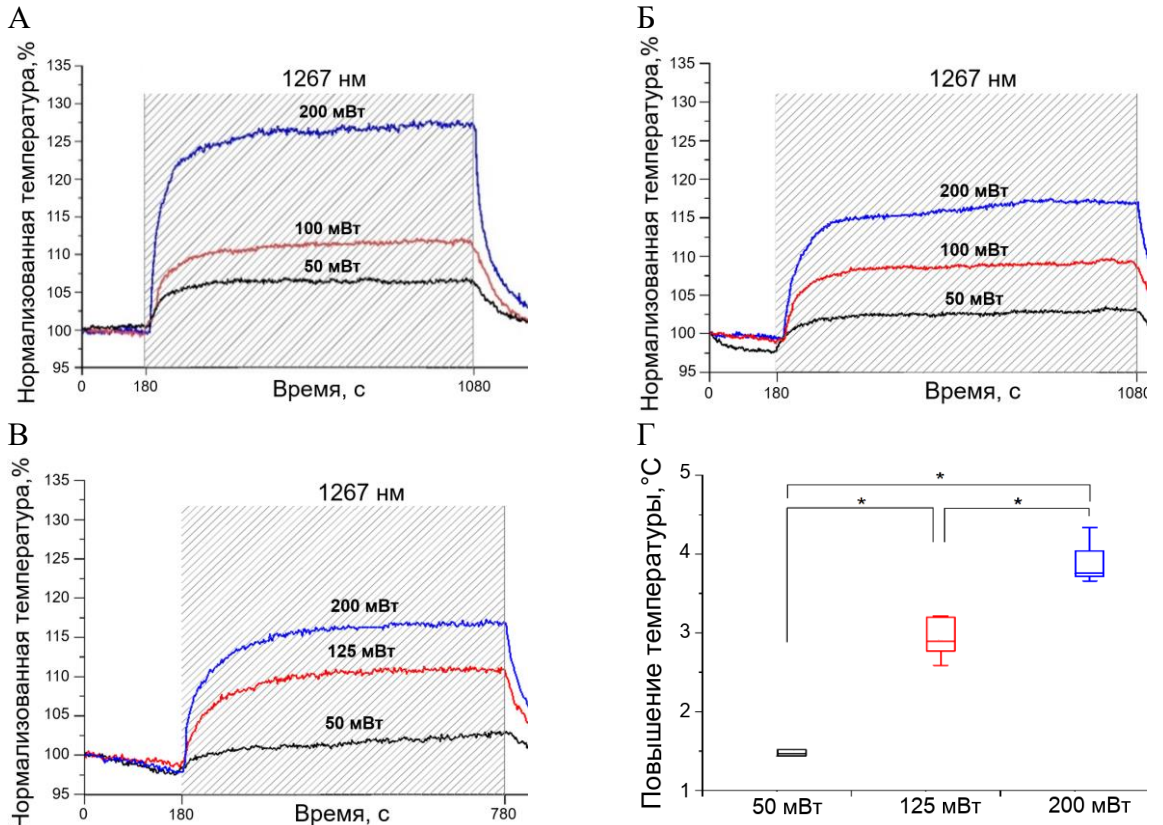 А
Нормализованная температура,%
135
130
125
120
115
110
105
100
95
1267 нм
200 мВт
100 мВт
50 мВт
0
180
1080
Время, с
Б
Нормализованная температура,%
135
130
125
120
115
110
105
100
95
1267 нм
200 мВт
100 мВт
50 мВт
0
180
1080
Время, с
В
Нормализованная температура,%
135
130
125
120
115
110
105
100
95
1267 нм
200 мВт
125 мВт
50 мВт
0
180
780
Время, с
Г
Повышение температуры,°С
5
4
3
2
1
*
*
*
50 мВт
125 мВт
200 мВт